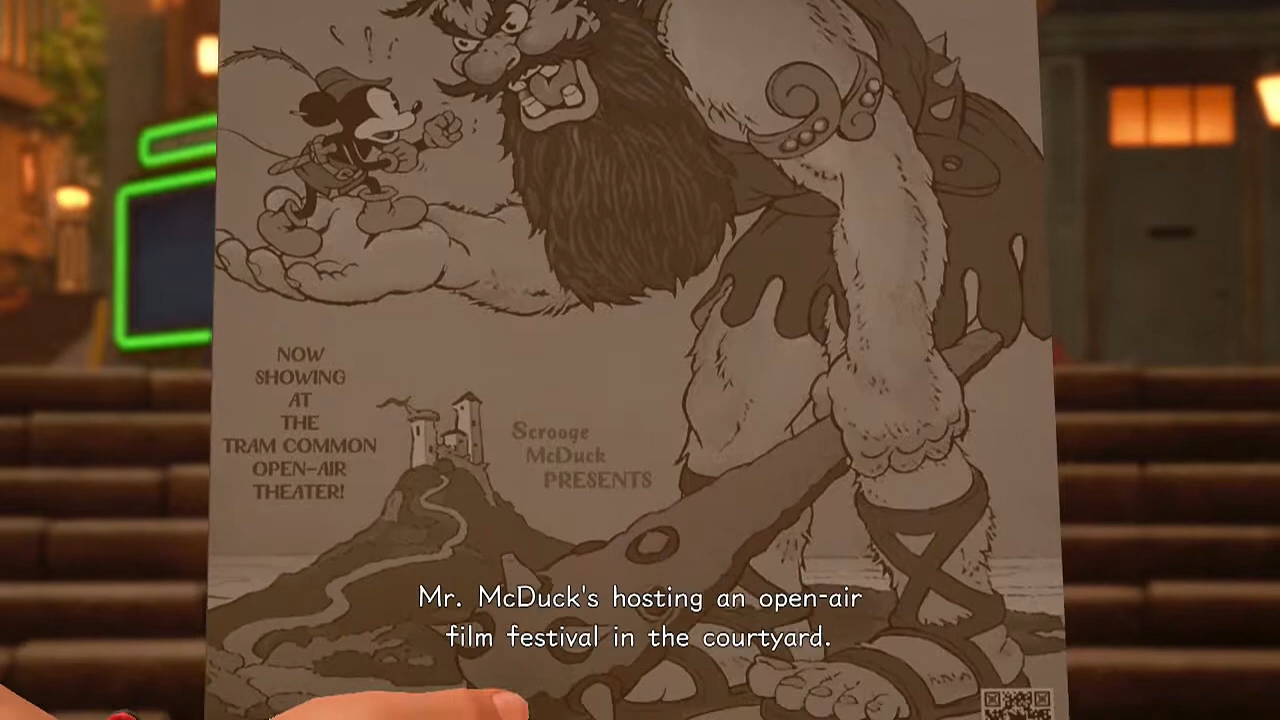 NOW
SHOWING
AT
THE
TRAM COMMON
OPEN-AIR
THEATER!
Scrooge
McDuck
PRESENTS
Mr. McDuck's hosting an open-air
film festival in the courtyard.